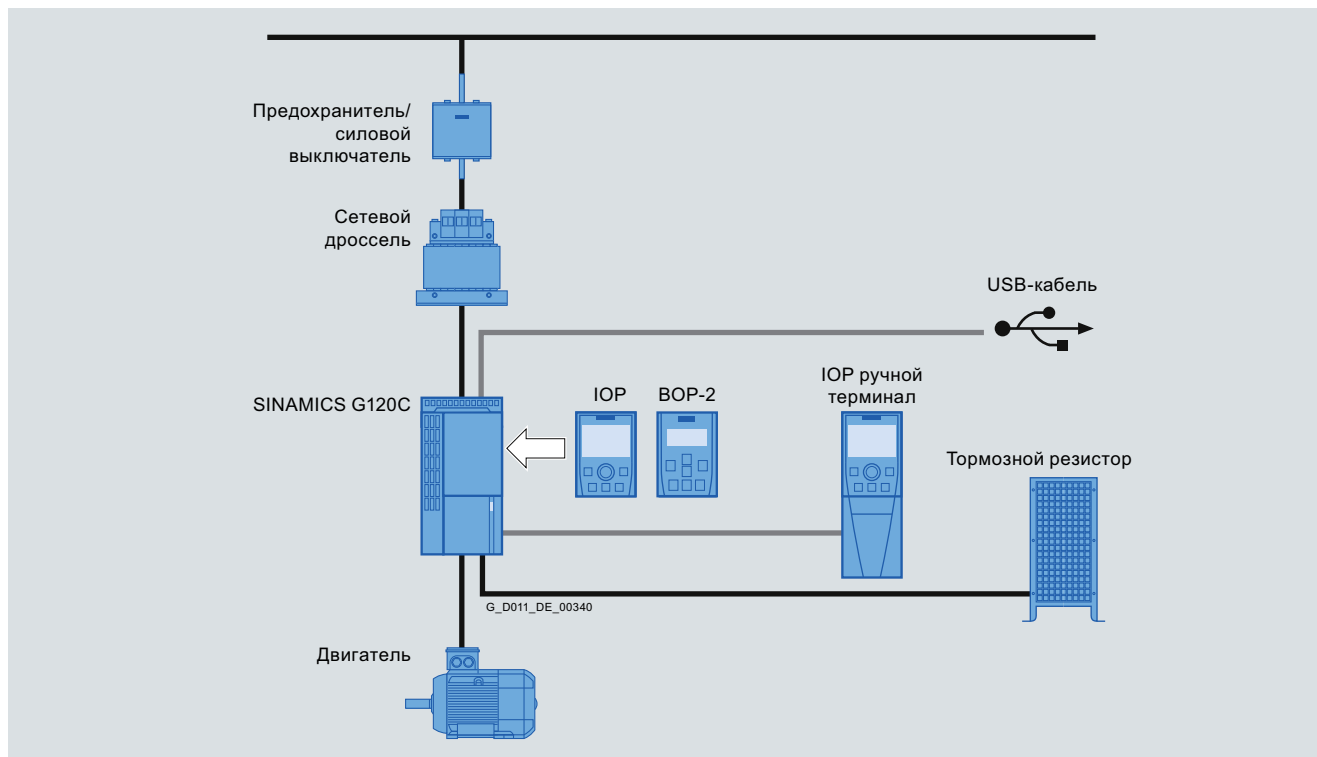 Предохранитель/
силовой
выключатель
Сетевой
дроссель
USB-кабель
SINAMICS G120C
IOP
BOP-2
IOP ручной
терминал
Тормозной резистор
G_D011_DE_00340
Двигатель